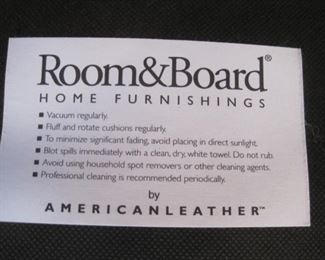 Room&Board®
HOME FURNISHINGS
■ Vacuum regularly.
■ Fluff and rotate cushions regularly.
■ To minimize significant fading, avoid placing in direct sunlight.
■ Blot spills immediately with a clean, dry, white towel. Do not rub.
■ Avoid using household spot removers or other cleaning agents.
■ Professional cleaning is recommended periodically.
by
AMERICANLEATHER™